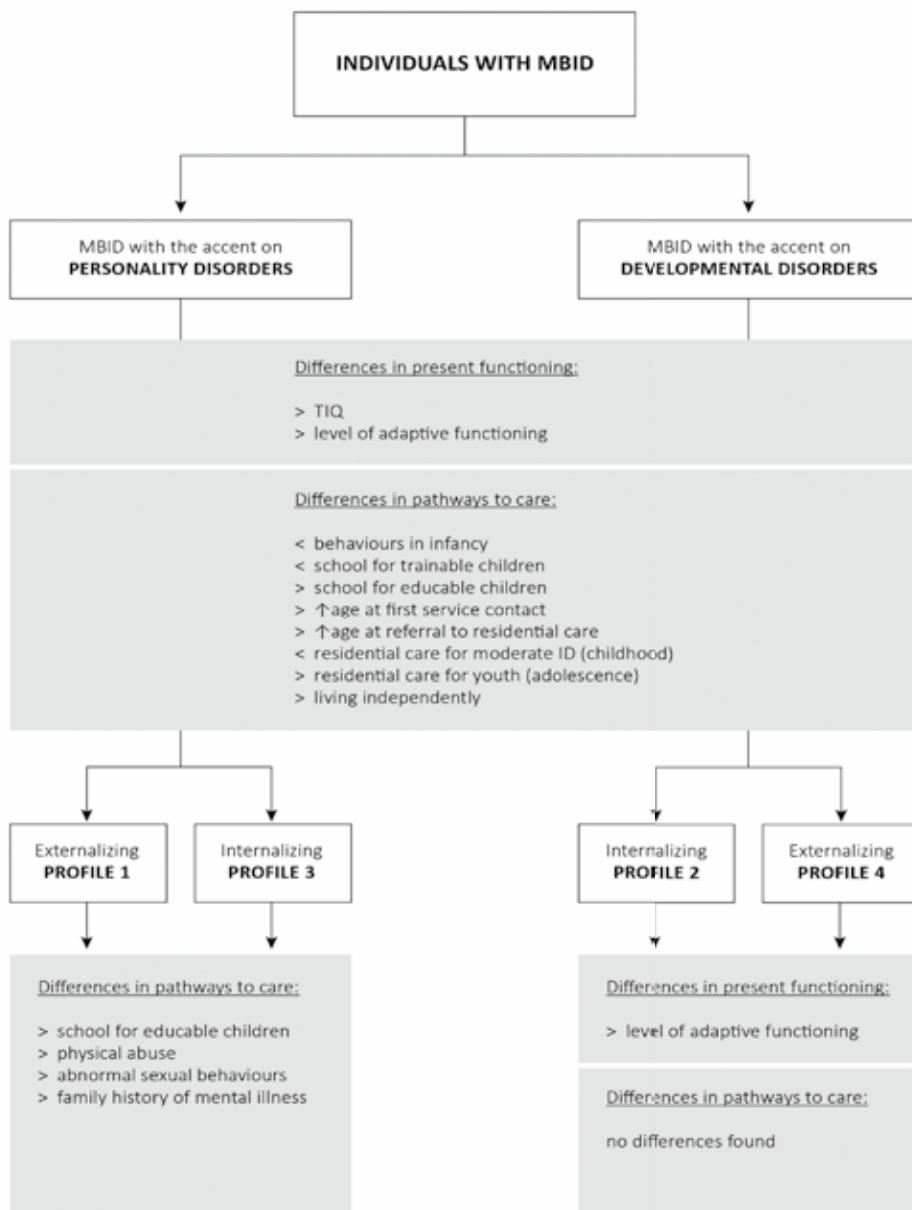 INDIVIDUALS WITH MBID
MBID with the accent on
PERSONALITY DISORDERS
MBID with the accent on
DEVELOPMENTAL DISORDERS
Differences in present functioning:
> TIQ
> level of adaptive functioning
Differences in pathways to care:
< behaviours in infancy
< school for trainable children
> school for educable children
> ↑age at first service contact
> ↑age at referral to residential care
< residential care for moderate ID (childhood)
> residential care for youth (adolescence)
> living independently
Externalizing
PROFILE 1
Internalizing
PROFILE 3
Internalizing
PROFILE 2
Externalizing
PROFILE 4
Differences in pathways to care:
> school for educable children
> physical abuse
> abnormal sexual behaviours
> family history of mental illness
Differences in present functioning:
> level of adaptive functioning
Differences in pathways to care:
no differences found